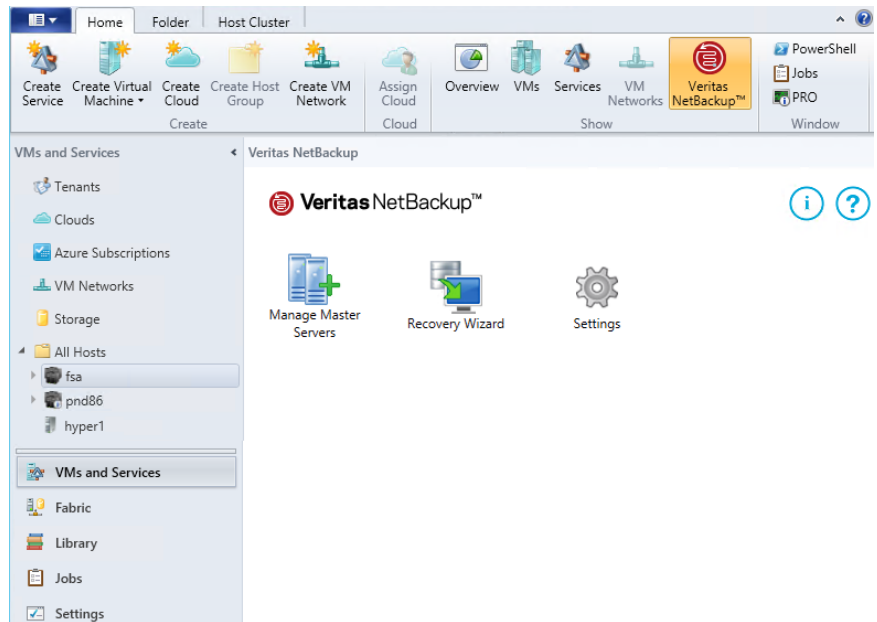 Home Folder Host Cluster
Create Service
Create Virtual Machine
Create Cloud
Create Host Group
Create VM Network
Assign Cloud
Overview
VMs
Services
VM Networks
Veritas NetBackup™
PowerShell
Jobs
PRO
Create
Cloud
Show
Window
VMs and Services
Veritas NetBackup
Tenants
Clouds
Azure Subscriptions
VM Networks
Storage
All Hosts
fsa
pnd86
hyper1
VMs and Services
Fabric
Library
Jobs
Settings
Veritas NetBackup™
i ?
Manage Master
Servers
Recovery Wizard
Settings